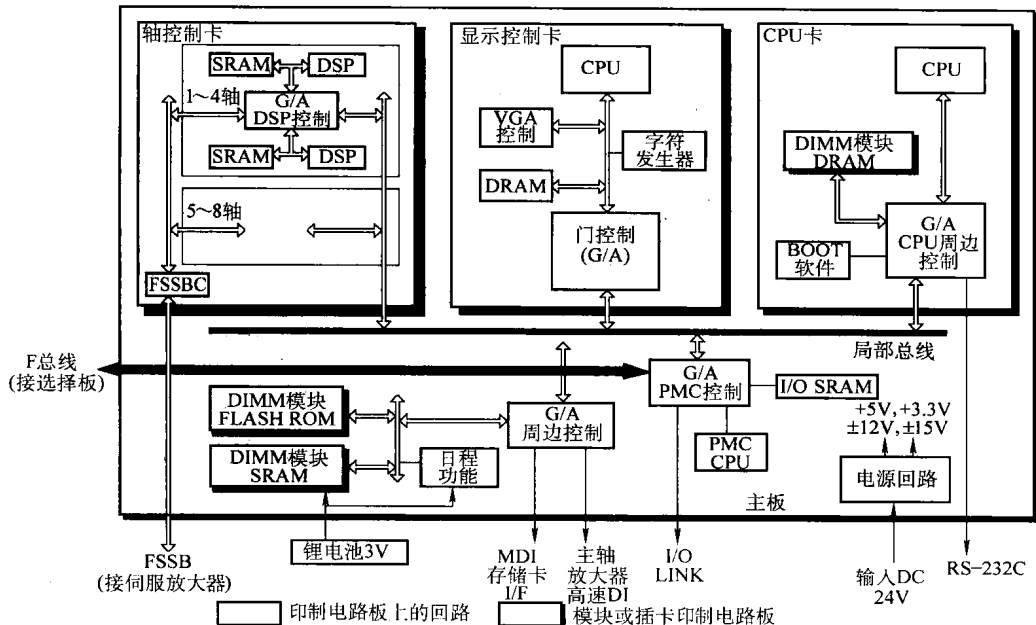 轴控制卡
SRAM
DSP
1～4轴
G/A
DSP控制
SRAM
DSP
5～8轴
FSSBC
显示控制卡
CPU
VGA
控制
字符
发生器
DRAM
门控制
(G/A)
CPU卡
CPU
DIMM模块
DRAM
G/A
CPU周边
控制
BOOT
软件
局部总线
F总线
(接选择板)
DIMM模块
FLASH ROM
DIMM模块
SRAM
日程
功能
G/A
周边控制
G/A
PMC控制
I/O SRAM
PMC
CPU
+5V,+3.3V
±12V,±15V
电源回路
主板
锂电池3V
FSSB
(接伺服放大器)
MDI
存储卡
I/F
主轴
放大器
高速DI
I/O
LINK
输入DC
24V
RS-232C
印制电路板上的回路
模块或插卡印制电路板